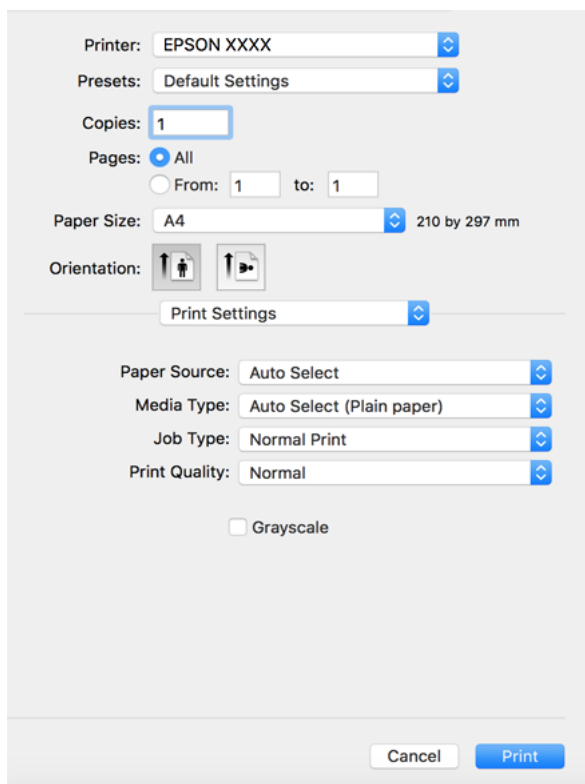 Printer: EPSON XXXX
Presets: Default Settings
Copies: 1
Pages: All
From: 1 to: 1
Paper Size: A4 210 by 297 mm
Orientation:
Print Settings
Paper Source: Auto Select
Media Type: Auto Select (Plain paper)
Job Type: Normal Print
Print Quality: Normal
Grayscale
Cancel Print